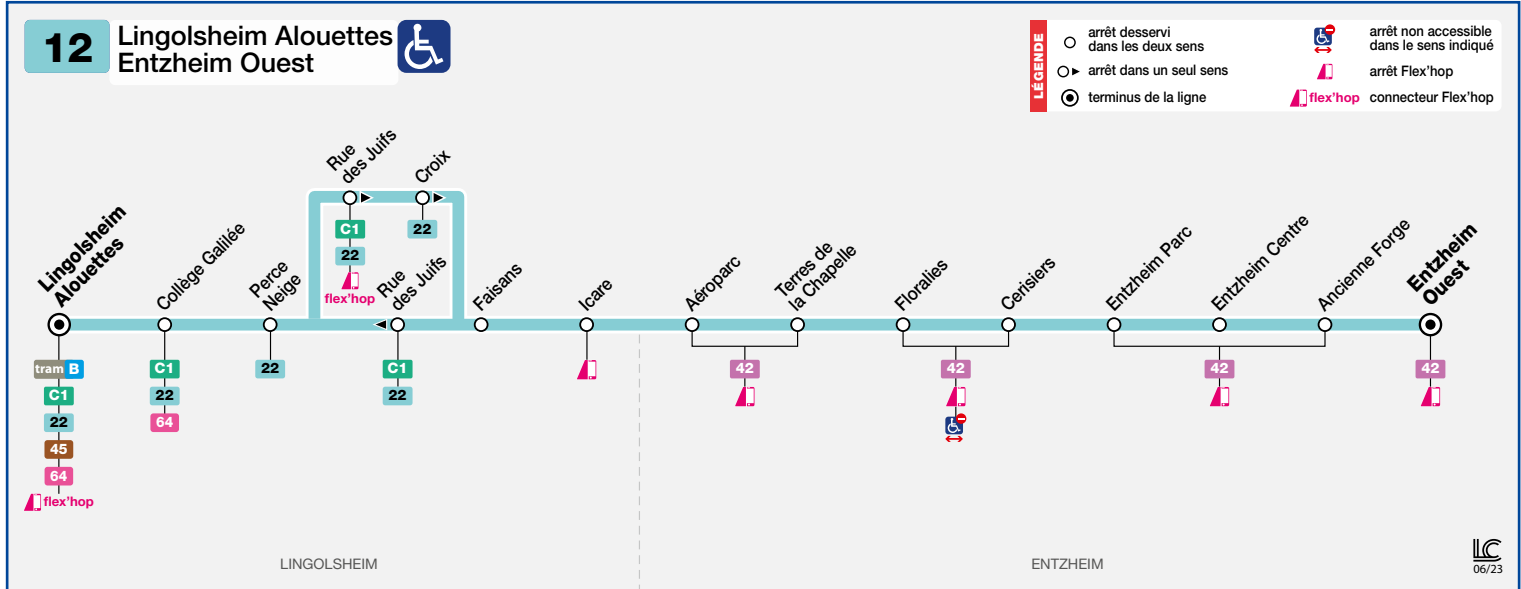 12
Lingolsheim Alouettes
Entzheim Ouest
LÉGENDE
arrêt desservi
dans les deux sens
arrêt dans un seul sens
terminus de la ligne
arrêt non accessible
dans le sens indiqué
arrêt Flex'hop
flex'hop
connecteur Flex'hop
Rue
des Juifs
C1
22
flex'hop
Croix
22
Lingolsheim
Alouettes
tram B
C1
22
45
64
flex'hop
Collège Galilée
C1
22
64
Perce
Neige
22
Rue
des Juifs
C1
22
Faisans
Icare
Aéroparc
Terres de
la Chapelle
42
Floralies
Cerisiers
42
Entzheim Parc
Entzheim Centre
Ancienne Forge
42
Entzheim
Ouest
42
LINGOLSHEIM
ENTZHEIM
LC
06/23